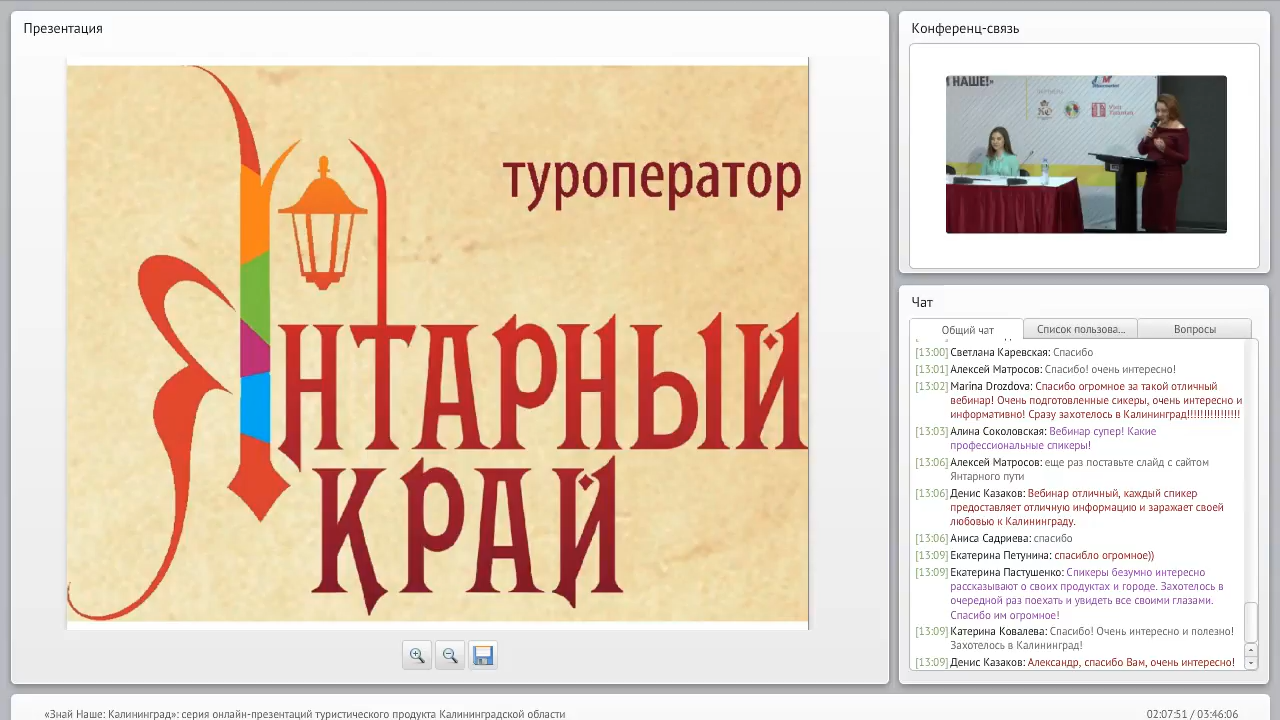 Презентация
туроператор
Янтарный
край
Конференц-связь
Й НАШЕ!»
Чат
Общий чат
Список пользова...
Вопросы
[13:00] Светлана Каревская: Спасибо
[13:01] Алексей Матросов: Спасибо! очень интересно!
[13:02] Marina Drozdova: Спасибо огромное за такой отличный
вебинар! Очень подготовленные сикеры, очень интересно и
информативно! Сразу захотелось в Калининград!!!!!!!!!!!!!!!
[13:03] Алина Соколовская: Вебинар супер! Какие
профессиональные спикеры!
[13:06] Алексей Матросов: еще раз поставьте слайд с сайтом
Янтарного пути
[13:06] Денис Казаков: Вебинар отличный, каждый спикер
предоставляет отличную информацию и заражает своей
любовью к Калининграду.
[13:06] Аниса Садриева: спасибо
[13:09] Екатерина Петунина: спасибло огромное))
[13:09] Екатерина Пастушенко: Спикеры безумно интересно
рассказывают о своих продуктах и городе. Захотелось в
очередной раз поехать и увидеть все своими глазами.
Спасибо им огромное!
[13:09] Катерина Ковалева: Спасибо! Очень интересно и полезно!
Захотелось в Калининград!
[13:09] Денис Казаков: Александр, спасибо Вам, очень интересно!
«Знай Наше: Калининград»: серия онлайн-презентаций туристического продукта Калининградской области
02:07:51 / 03:46:06